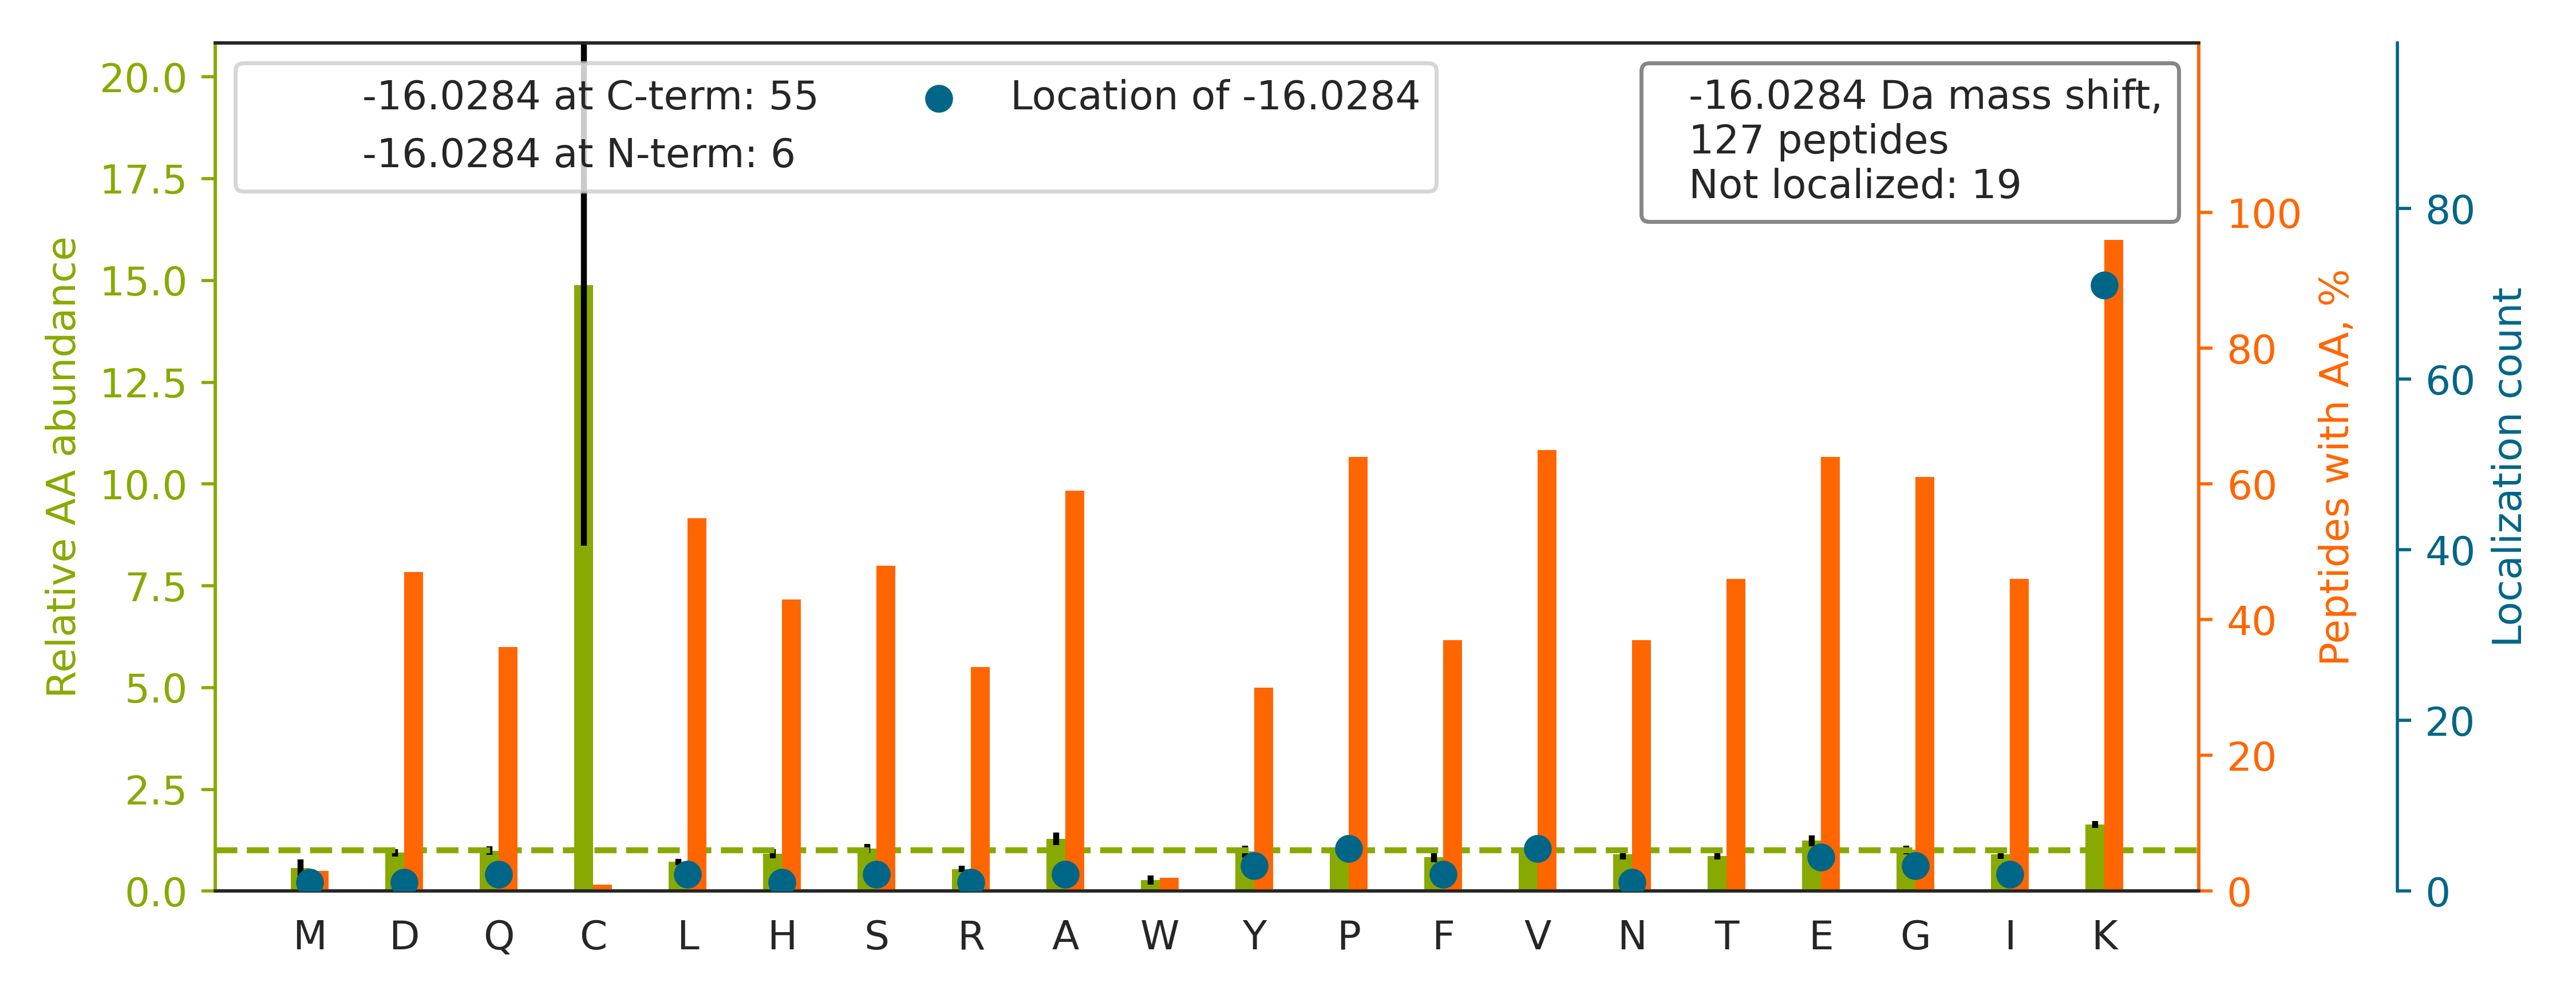 -16.0284 at C-term: 55
-16.0284 at N-term: 6
Location of -16.0284
-16.0284 Da mass shift,
127 peptides
Not localized: 19
Relative AA abundance
20.0
17.5
15.0
12.5
10.0
7.5
5.0
2.5
0.0
M D Q C L H S R A W Y P F V N T E G I K
100
80
60
40
20
0
Peptides with AA, %
80
60
40
20
0
Localization count